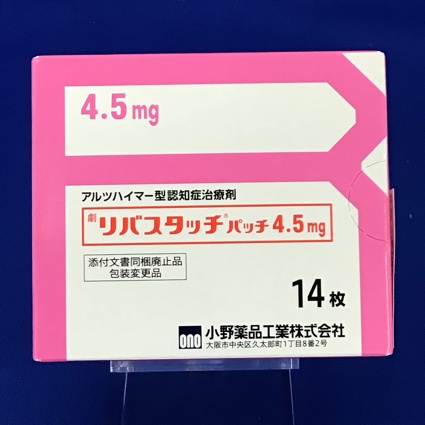 4.5mg
アルツハイマー型認知症治療剤
劇 リバスタッチ®パッチ4.5mg
添付文書同梱廃止品
包装変更品
14枚
ono 小野薬品工業株式会社
大阪市中央区久太郎町1丁目8番2号